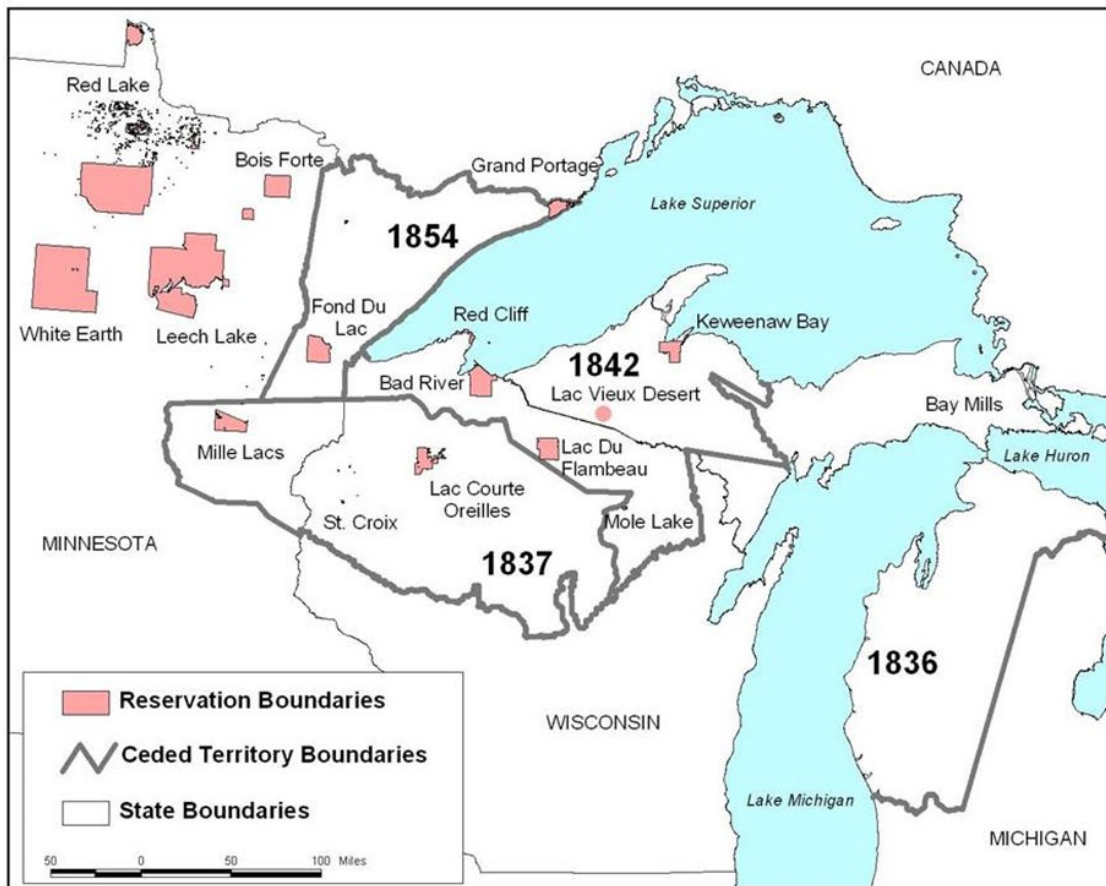 CANADA
Red Lake
Bois Forte
Grand Portage
Lake Superior
1854
White Earth
Leech Lake
Fond Du
Lac
Red Cliff
Keweenaw Bay
1842
Bad River
Lac Vieux Desert
Bay Mills
Mille Lacs
Lac Du
Flambeau
Lake Huron
Lac Courte
Oreilles
St. Croix
Mole Lake
MINNESOTA
1837
1836
Reservation Boundaries
WISCONSIN
Ceded Territory Boundaries
State Boundaries
Lake Michigan
MICHIGAN
50 0 50 100 Miles